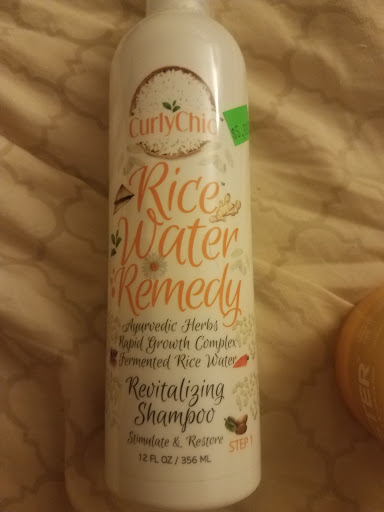 CurlyChic
Rice
Water
Remedy
Ayurvedic Herbs
Rapid Growth Complex
Fermented Rice Water
Revitalizing
Shampoo
Stimulate & Restore
STEP 1
12 FL OZ / 356 ML